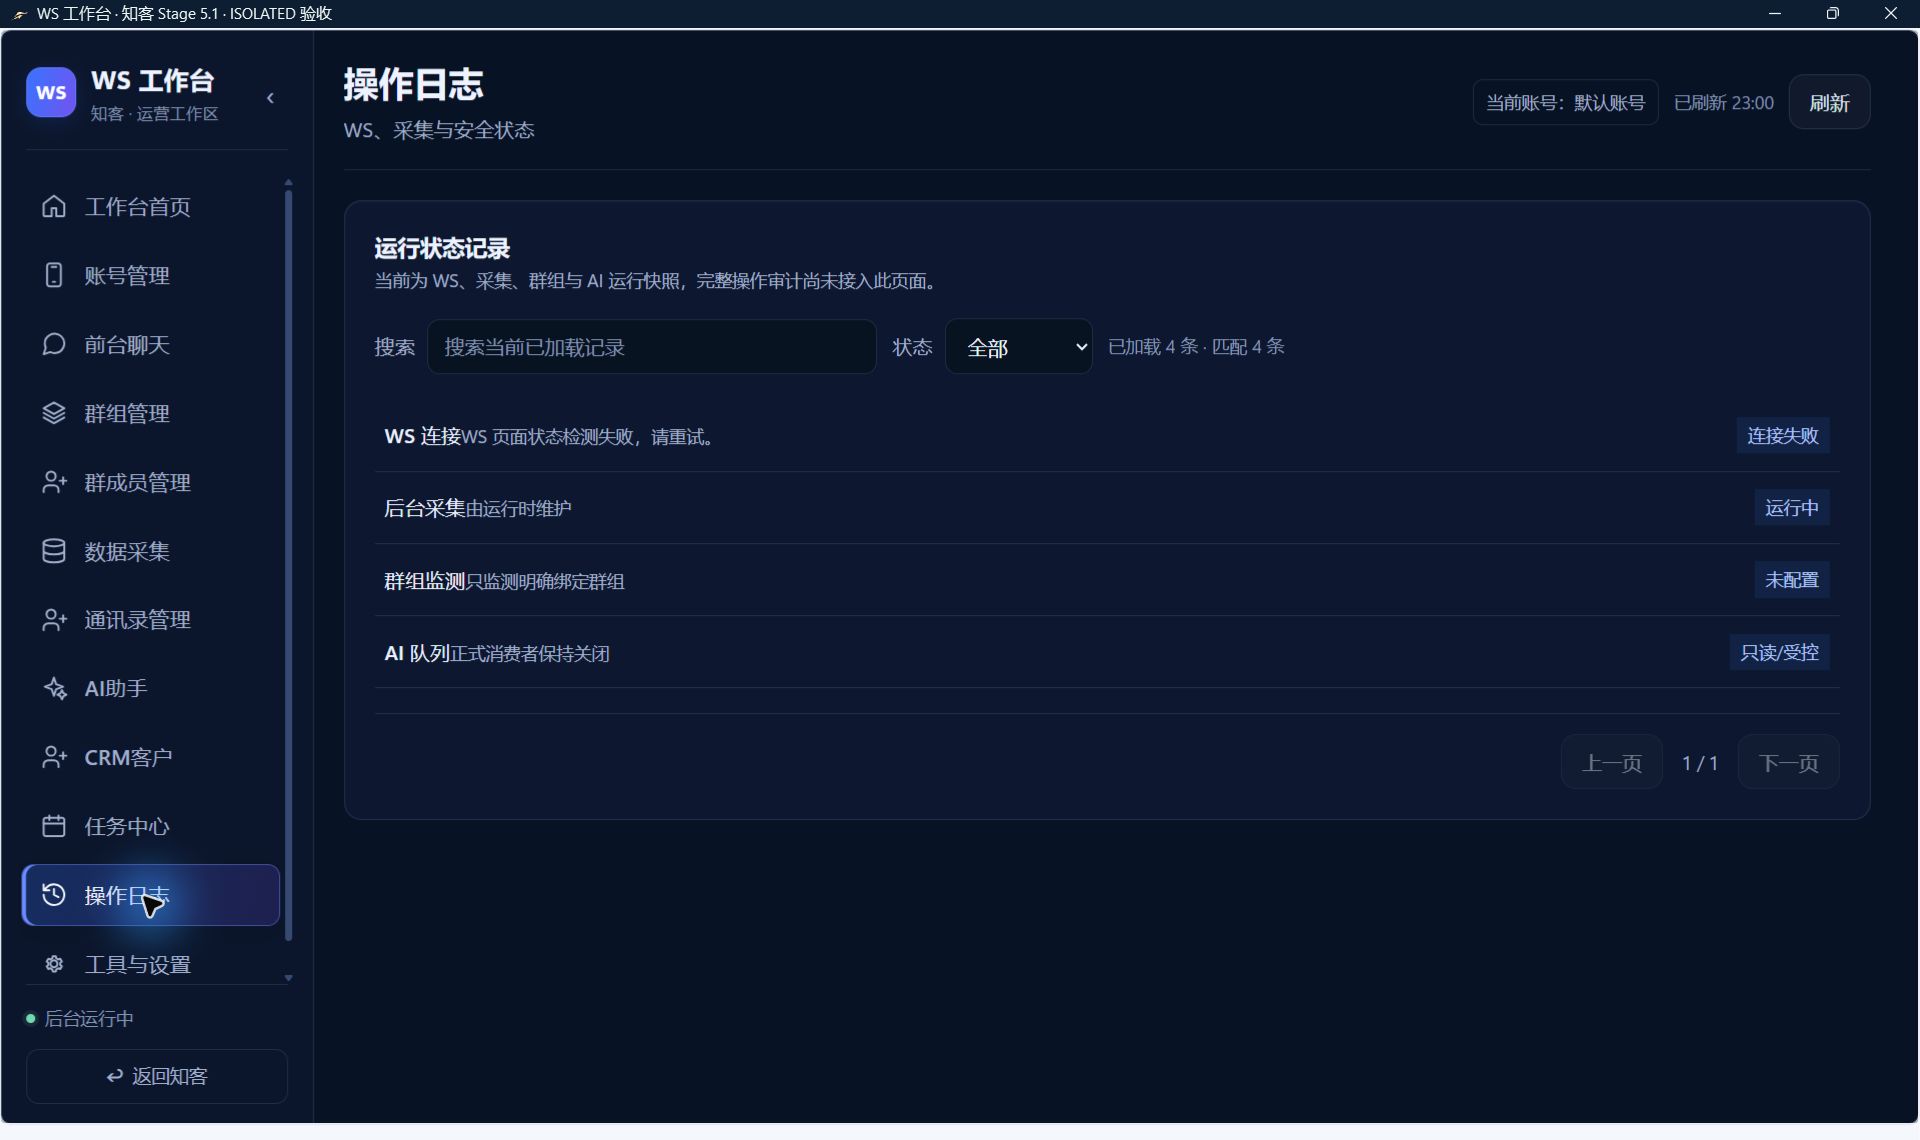 WS 工作台 · 知客 Stage 5.1 · ISOLATED 验收
WS
WS 工作台
知客 · 运营工作区
工作台首页
账号管理
前台聊天
群组管理
群成员管理
数据采集
通讯录管理
AI助手
CRM客户
任务中心
操作日志
工具与设置
后台运行中
返回知客
操作日志
WS、采集与安全状态
当前账号：默认账号
已刷新 23:00
刷新
运行状态记录
当前为 WS、采集、群组与 AI 运行快照，完整操作审计尚未接入此页面。
搜索 搜索当前已加载记录 状态 全部 已加载 4 条 · 匹配 4 条
WS 连接WS 页面状态检测失败，请重试。 连接失败
后台采集由运行时维护 运行中
群组监测只监测明确绑定群组 未配置
AI 队列正式消费者保持关闭 只读/受控
上一页 1 / 1 下一页